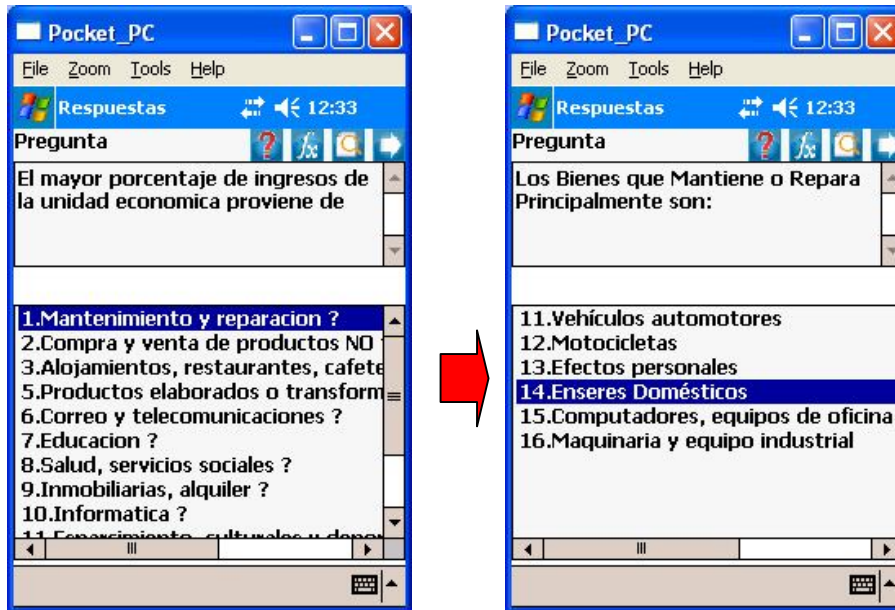 Pocket_PC
File Zoom Tools Help
Respuestas 12:33
Pregunta
El mayor porcentaje de ingresos de
la unidad economica proviene de
1.Mantenimiento y reparacion ?
2.Compra y venta de productos NO
3.Alojamientos, restaurantes, cafete
5.Productos elaborados o transform
6.Correo y telecomunicaciones ?
7.Educacion ?
8.Salud, servicios sociales ?
9.Inmobiliarias, alquiler ?
10.Informatica ?
Pocket_PC
File Zoom Tools Help
Respuestas 12:33
Pregunta
Los Bienes que Mantiene o Repara
Principalmente son:
11.Vehículos automotores
12.Motocicletas
13.Efectos personales
14.Enseres Domésticos
15.Computadores, equipos de oficina
16.Maquinaria y equipo industrial